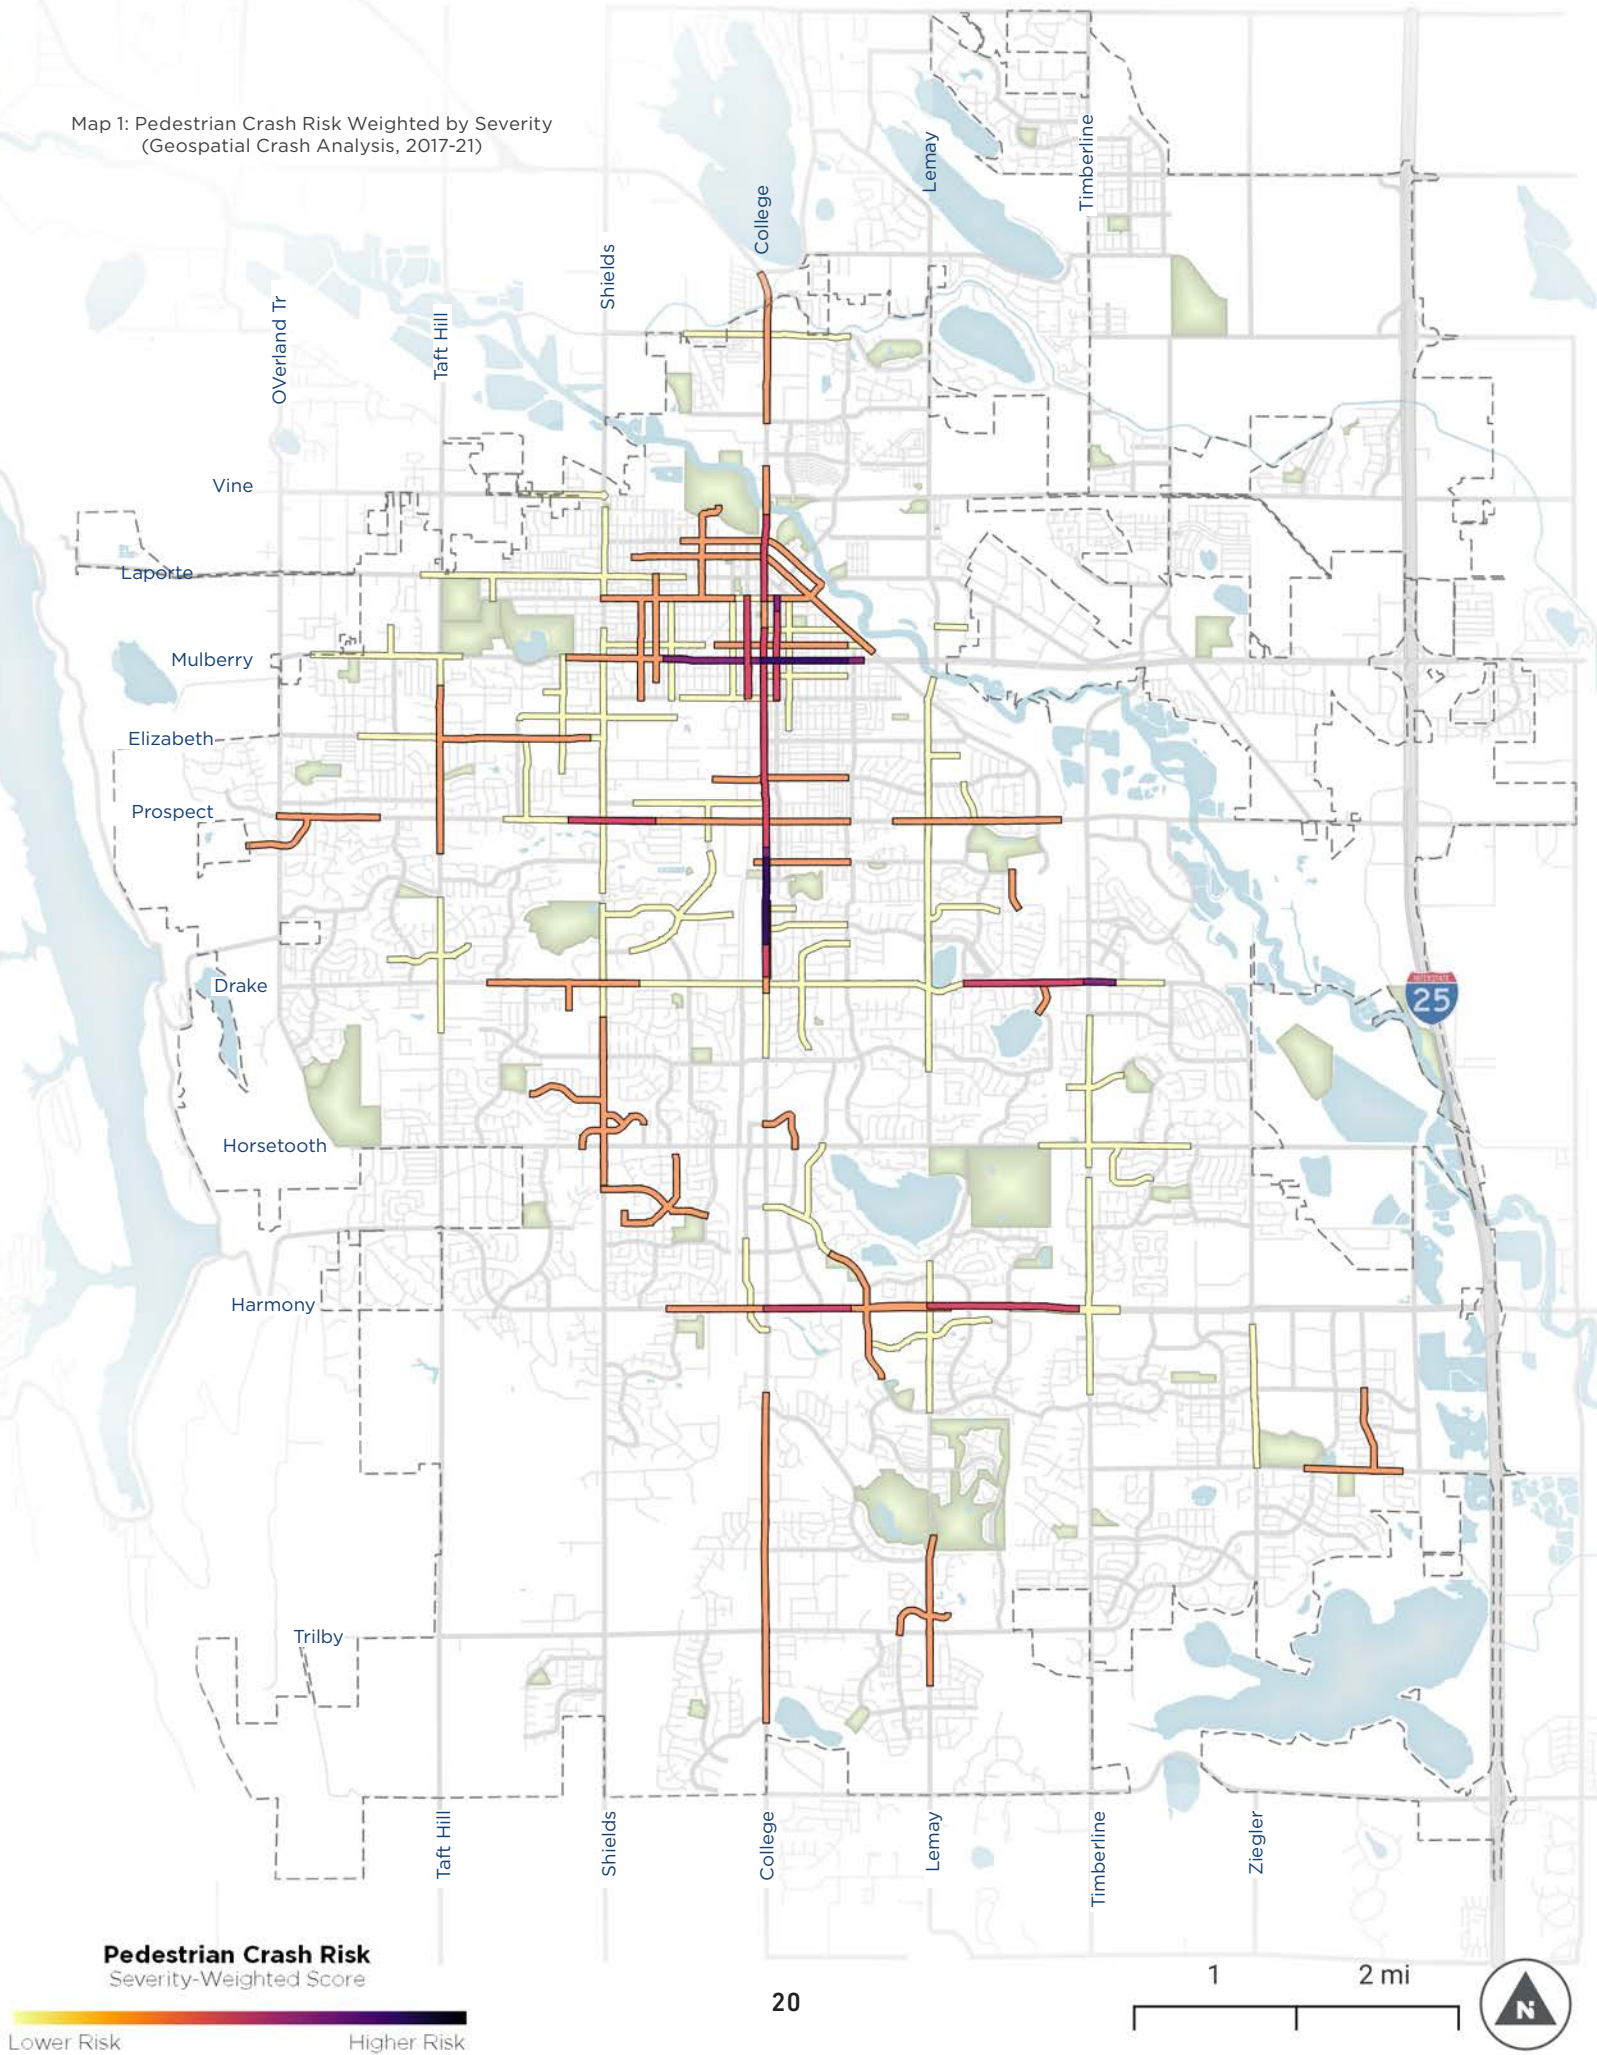 Map 1: Pedestrian Crash Risk Weighted by Severity
(Geospatial Crash Analysis, 2017-21)
Lemay
Timberline
College
Shields
OVerland Tr
Taft Hill
Vine
Laporte
Mulberry
Elizabeth
Prospect
Drake
INTERSTATE
25
Horsetooth
Harmony
Trilby
Taft Hill
Shields
College
Lemay
Timberline
Ziegler
Pedestrian Crash Risk
Severity-Weighted Score
Lower Risk
Higher Risk
20
1
2 mi
N